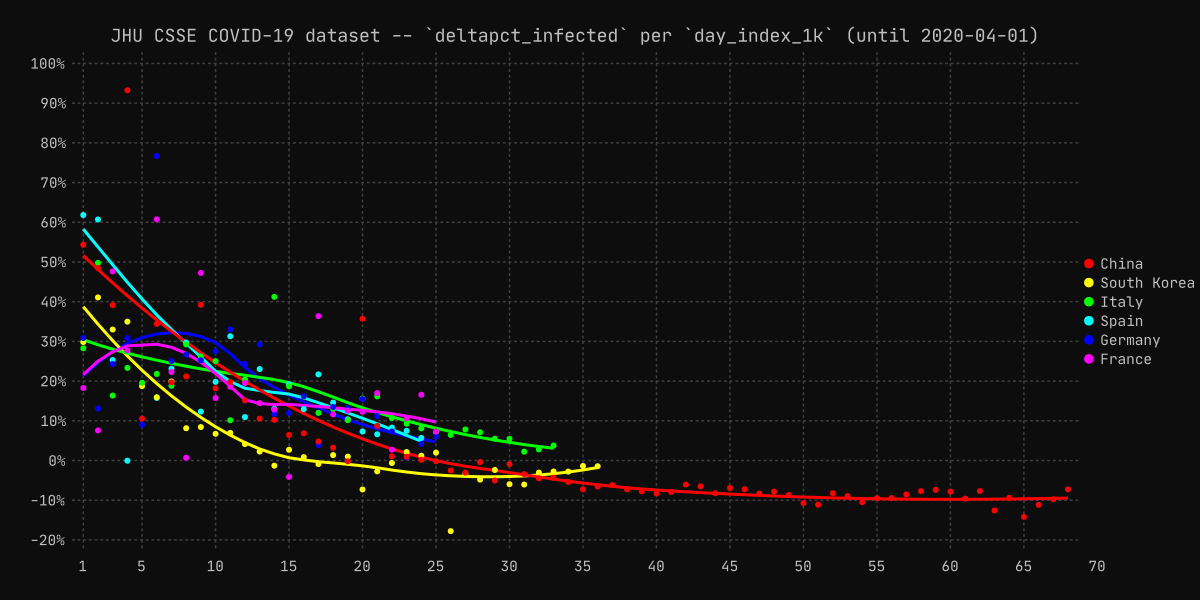 JHU CSSE COVID-19 dataset -- `deltapct_infected` per `day_index_1k` (until 2020-04-01)
100%
90%
80%
70%
60%
50%
40%
30%
20%
10%
0%
-10%
-20%
1 5 10 15 20 25 30 35 40 45 50 55 60 65 70
China
South Korea
Italy
Spain
Germany
France